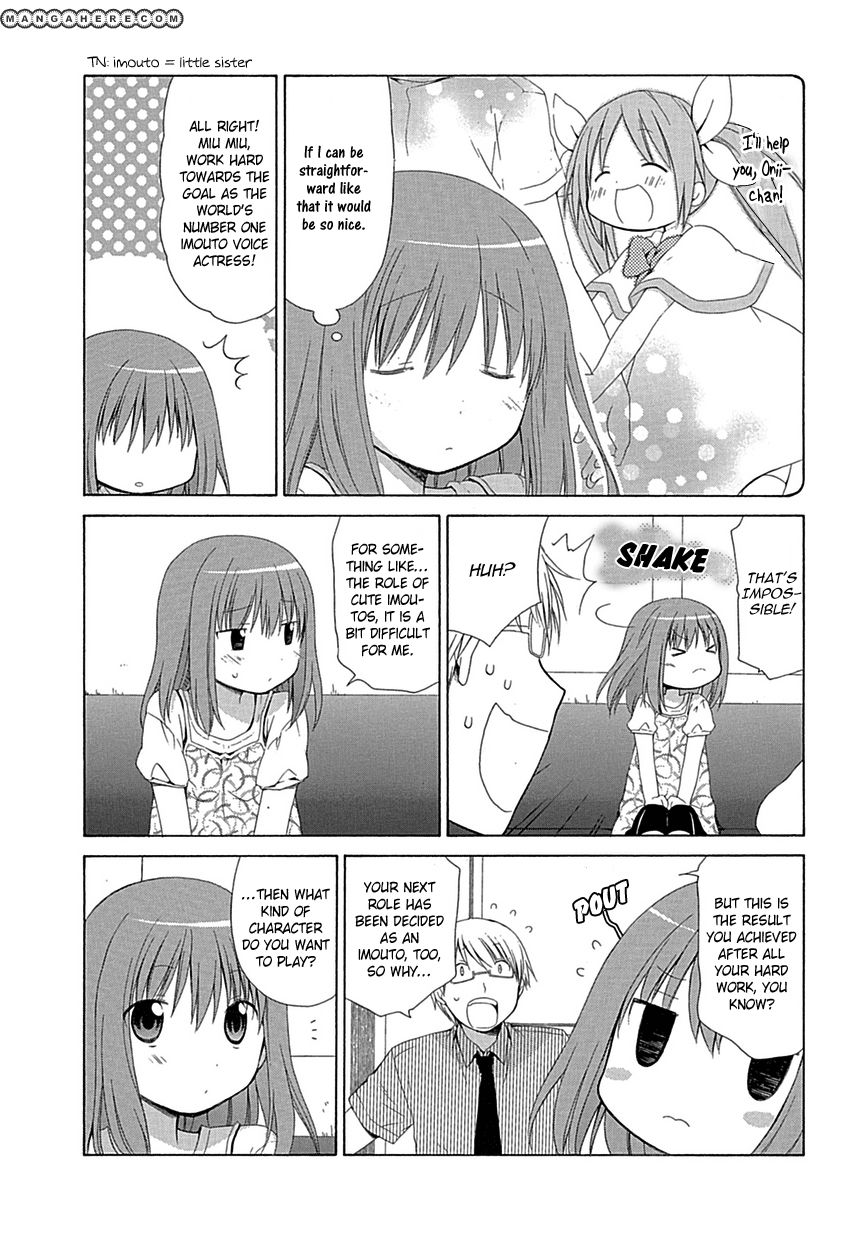 MANGAHERE.COM
TN: imouto = little sister
I'll help
you, Onii-
chan!
If I can be
straightfor-
ward like
that it would
be so nice.
ALL RIGHT!
MIU MIU,
WORK HARD
TOWARDS THE
GOAL AS THE
WORLD'S
NUMBER ONE
IMOUTO VOICE
ACTRESS!
THAT'S
IMPOS-
SIBLE!
SHAKE
HUH?
FOR SOME-
THING LIKE...
THE ROLE OF
CUTE IMOU-
TOS, IT IS A
BIT DIFFICULT
FOR ME.
BUT THIS IS
THE RESULT
YOU ACHIEVED
AFTER ALL
YOUR HARD
WORK, YOU
KNOW?
POUT
YOUR NEXT
ROLE HAS
BEEN DECIDED
AS AN
IMOUTO, TOO,
SO WHY...
...THEN WHAT
KIND OF
CHARACTER
DO YOU WANT
TO PLAY?